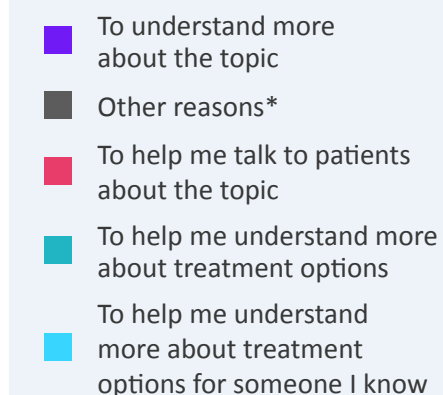 To understand more
about the topic
Other reasons*
To help me talk to patients
about the topic
To help me understand more
about treatment options
To help me understand
more about treatment
options for someone I know